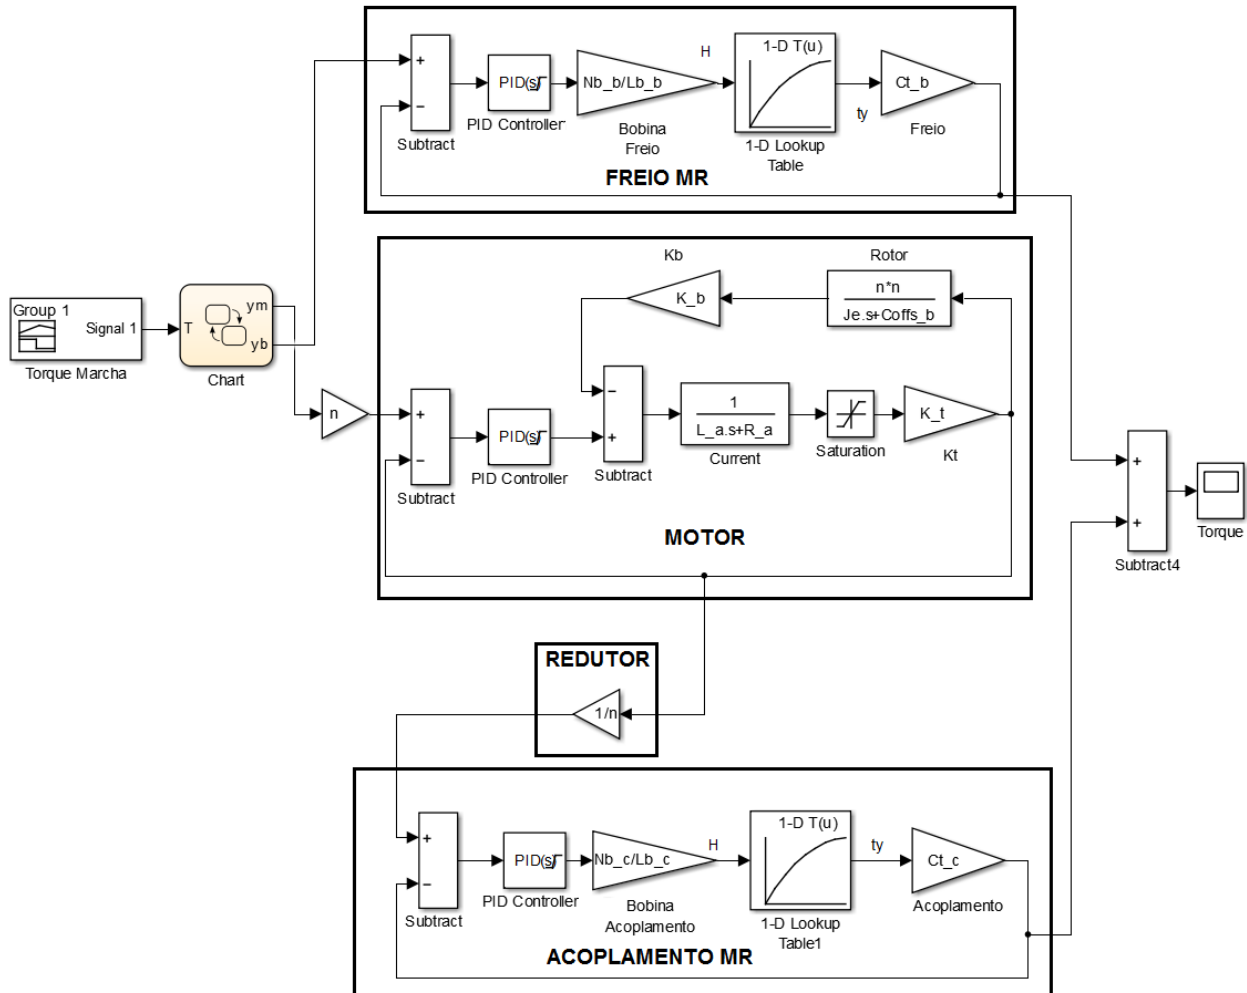 +
−
Subtract
PID(s)
PID Controller
Nb_b/Lb_b
Bobina
Freio
H
1-D T(u)
1-D Lookup
Table
ty
Ct_b
Freio
FREIO MR
Group 1
Signal 1
Torque Marcha
T
ym
yb
Chart
n
Kb
K_b
Rotor
n*n
Je.s+Coffs_b
+
−
Subtract
PID(s)
PID Controller
−
+
Subtract
1
L_a.s+R_a
Current
Saturation
K_t
Kt
MOTOR
+
+
Subtract4
Torque
REDUTOR
1/n
+
−
Subtract
PID(s)
PID Controller
Nb_c/Lb_c
Bobina
Acoplamento
H
1-D T(u)
1-D Lookup
Table1
ty
Ct_c
Acoplamento
ACOPLAMENTO MR